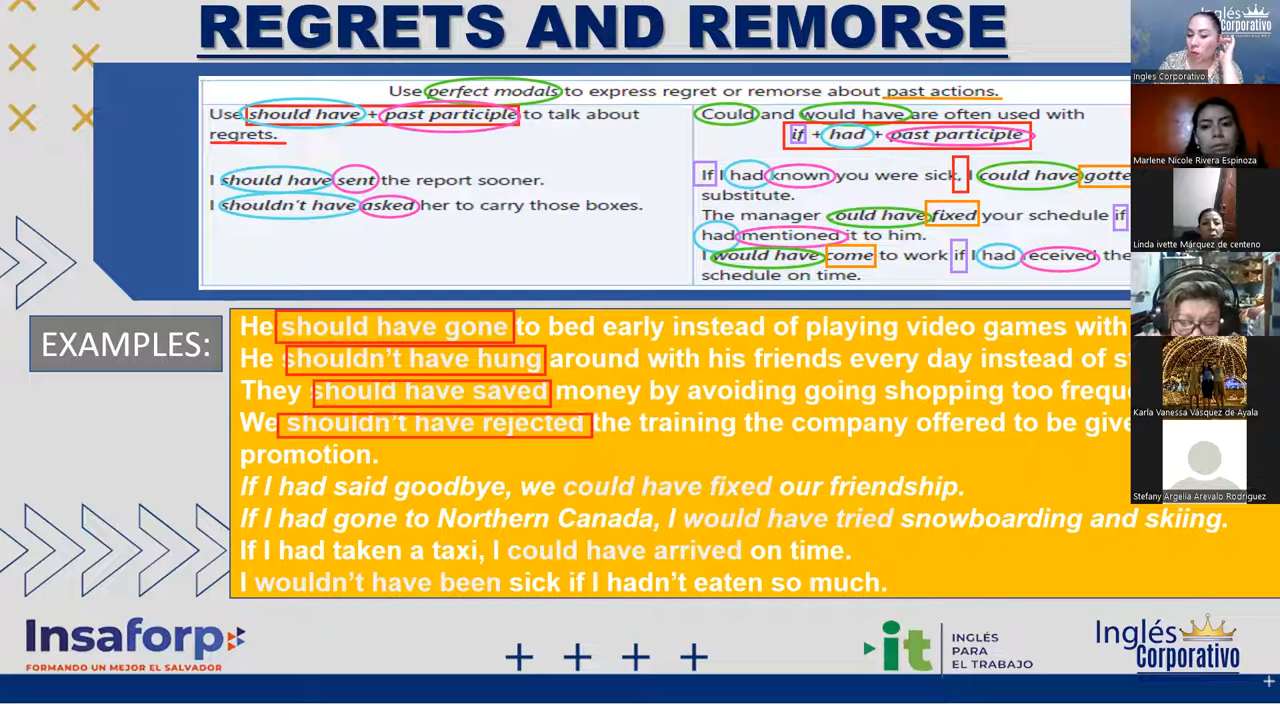 REGRETS AND REMORSE
Use perfect modals to express regret or remorse about past actions.
Use should have + past participle to talk about
regrets.
I should have sent the report sooner.
I shouldn't have asked her to carry those boxes.
Could and would have are often used with
if + had + past participle
If I had known you were sick, I could have gotte
substitute.
The manager could have fixed your schedule if
had mentioned it to him.
I would have come to work if I had received the
schedule on time.
EXAMPLES:
He should have gone to bed early instead of playing video games with
He shouldn't have hung around with his friends every day instead of s
They should have saved money by avoiding going shopping too frequ
We shouldn't have rejected the training the company offered to be give
promotion.
If I had said goodbye, we could have fixed our friendship.
If I had gone to Northern Canada, I would have tried snowboarding and skiing.
If I had taken a taxi, I could have arrived on time.
I wouldn't have been sick if I hadn't eaten so much.
Insaforp
FORMANDO UN MEJOR EL SALVADOR
it
INGLÉS
PARA
EL TRABAJO
Inglés
Corporativo
Inglés
Corporativo
Ingles Corporativo
Marlene Nicole Rivera Espinoza
Linda ivette Márquez de centeno
Karla Vanessa Vásquez de Ayala
Stefany Argelia Arevalo Rodriguez